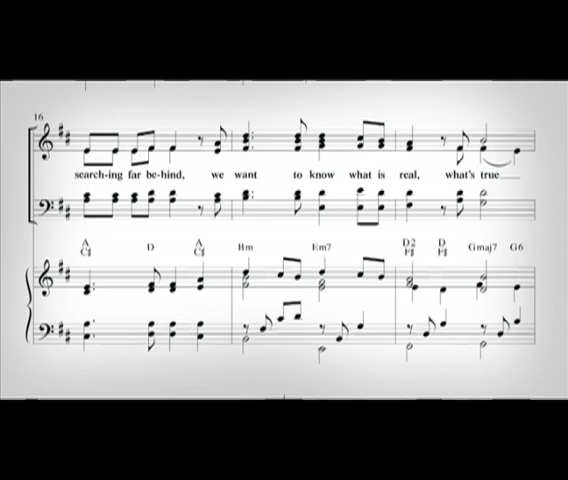 16
search-ing far be-hind, we want to know what is real, what's true
A D A Bm Em7 D2 D Gmaj7 G6
C♯ C♯ F♯ F♯